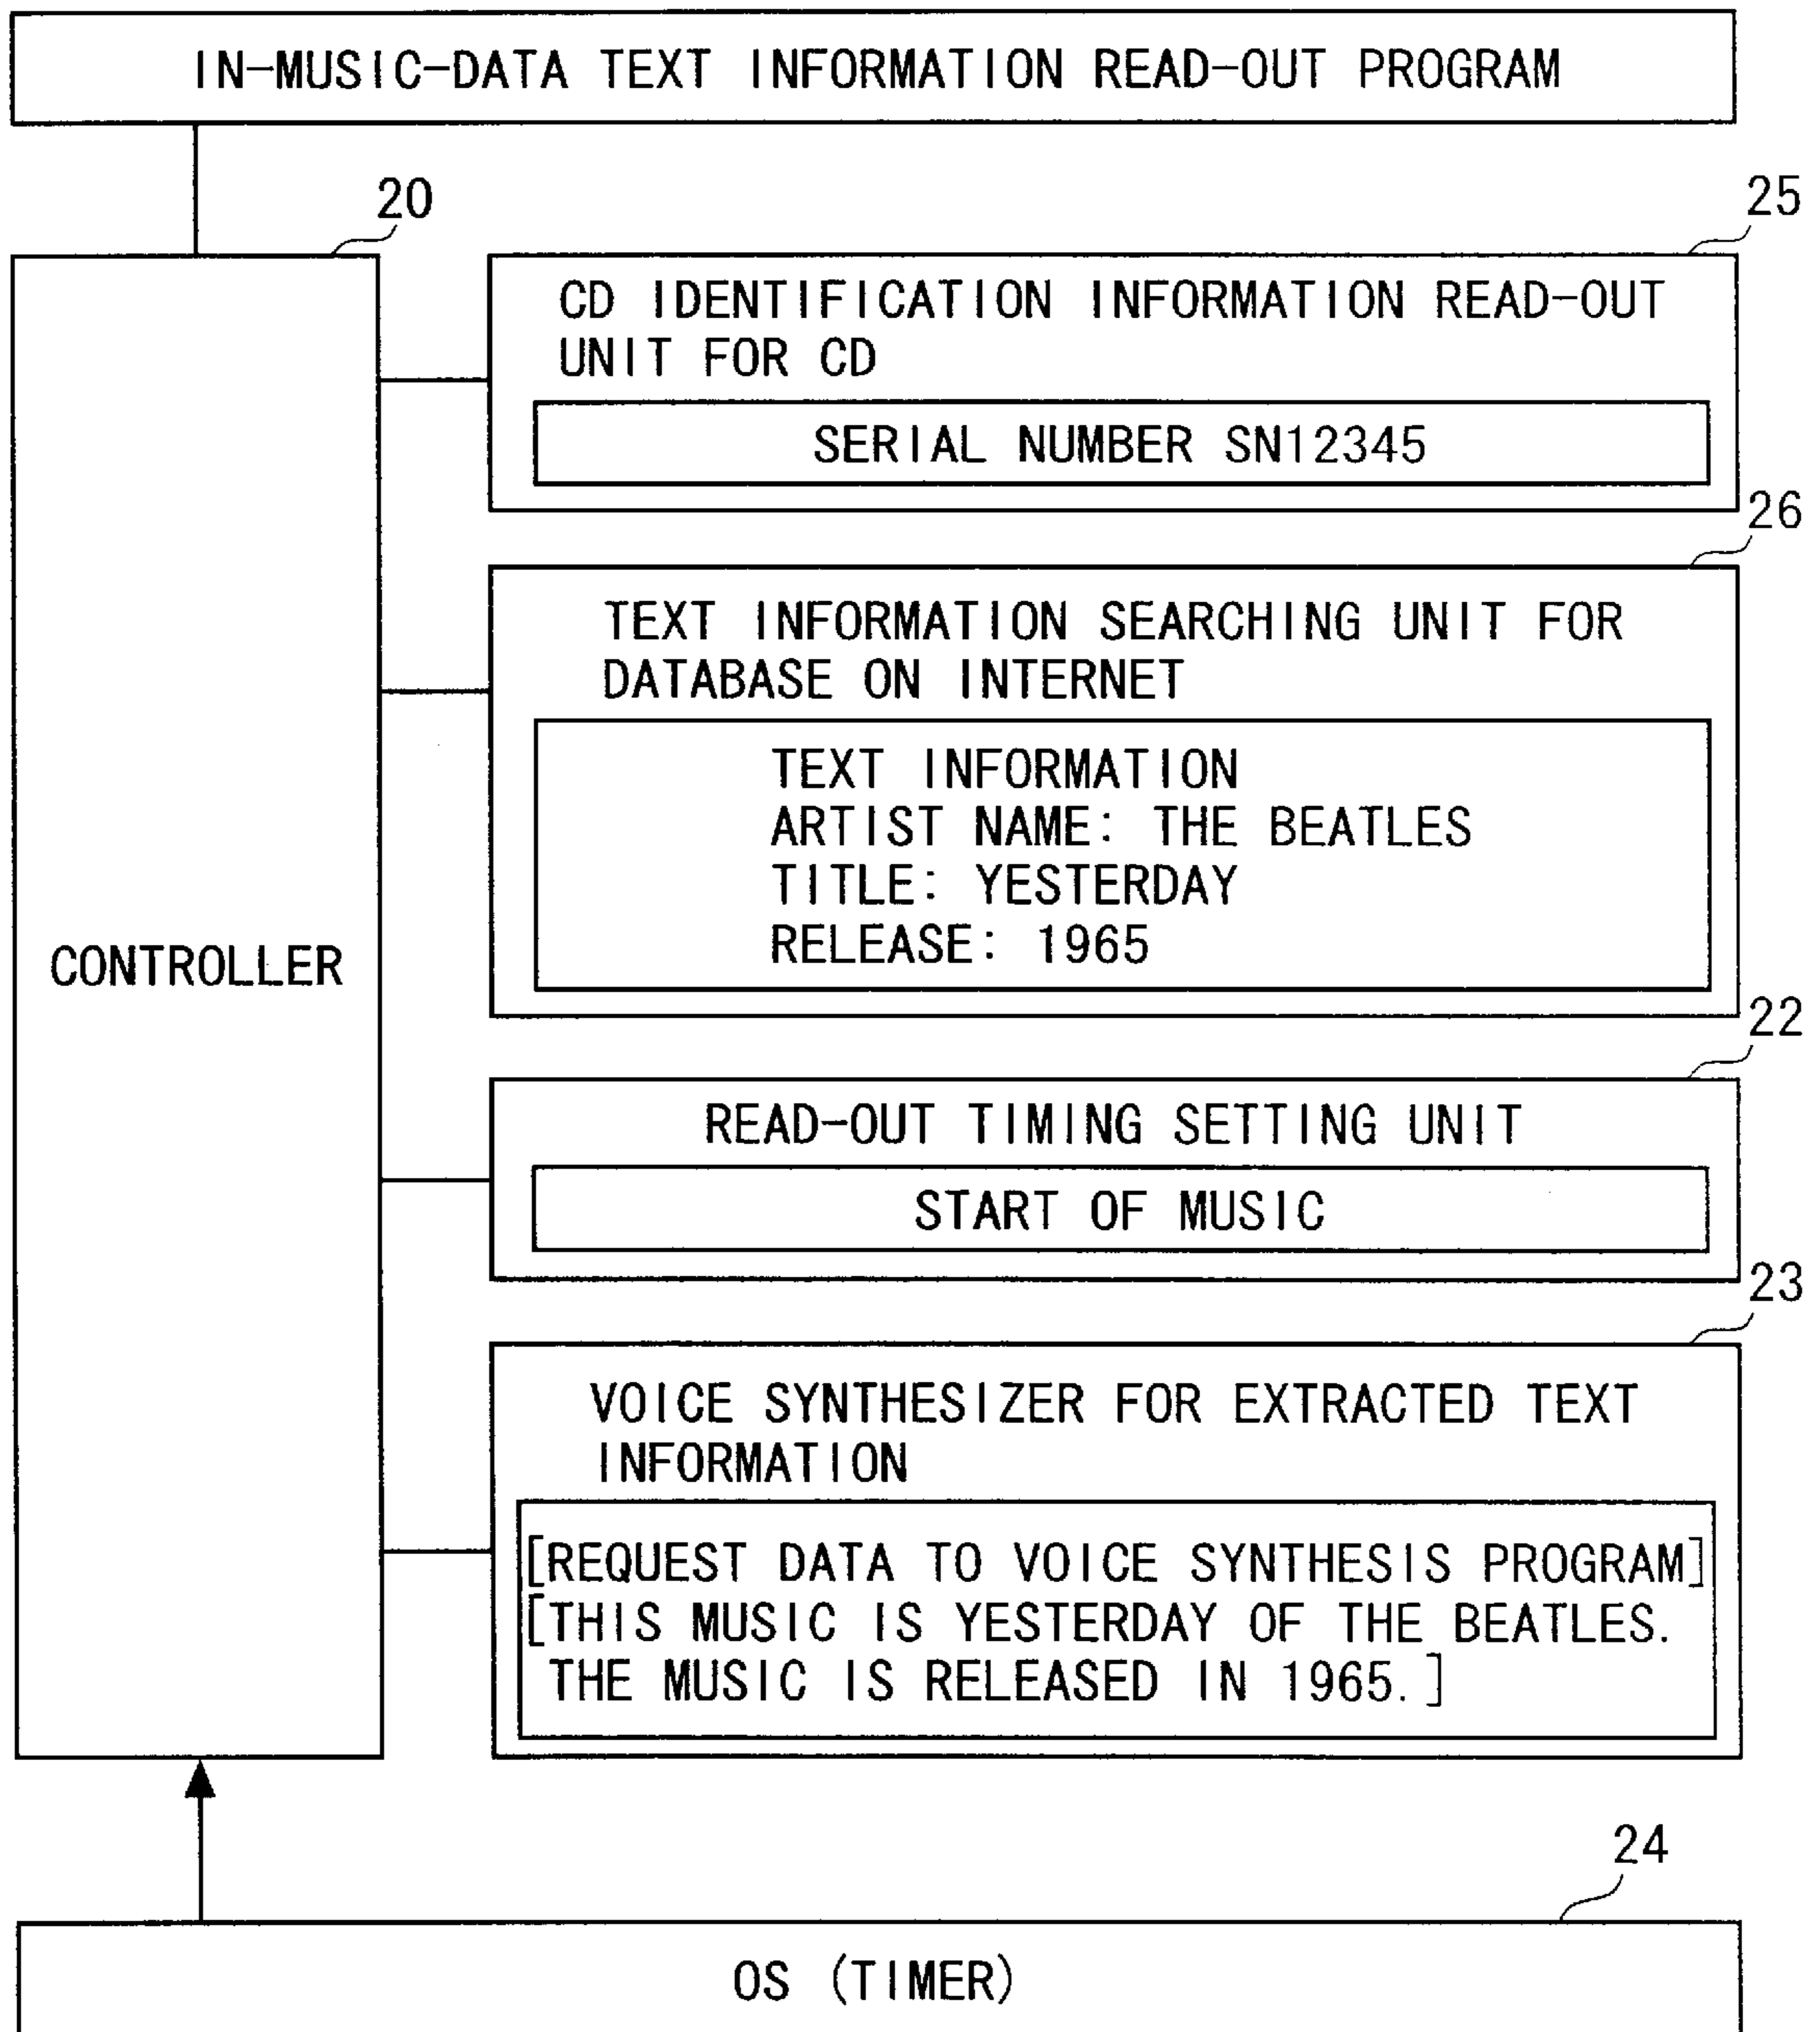 IN-MUSIC-DATA TEXT INFORMATION READ-OUT PROGRAM
20
25
CD IDENTIFICATION INFORMATION READ-OUT
UNIT FOR CD
SERIAL NUMBER SN12345
26
TEXT INFORMATION SEARCHING UNIT FOR
DATABASE ON INTERNET
TEXT INFORMATION
ARTIST NAME: THE BEATLES
TITLE: YESTERDAY
RELEASE: 1965
CONTROLLER
22
READ-OUT TIMING SETTING UNIT
START OF MUSIC
23
VOICE SYNTHESIZER FOR EXTRACTED TEXT
INFORMATION
[REQUEST DATA TO VOICE SYNTHESIS PROGRAM]
[THIS MUSIC IS YESTERDAY OF THE BEATLES.
THE MUSIC IS RELEASED IN 1965.]
24
OS (TIMER)